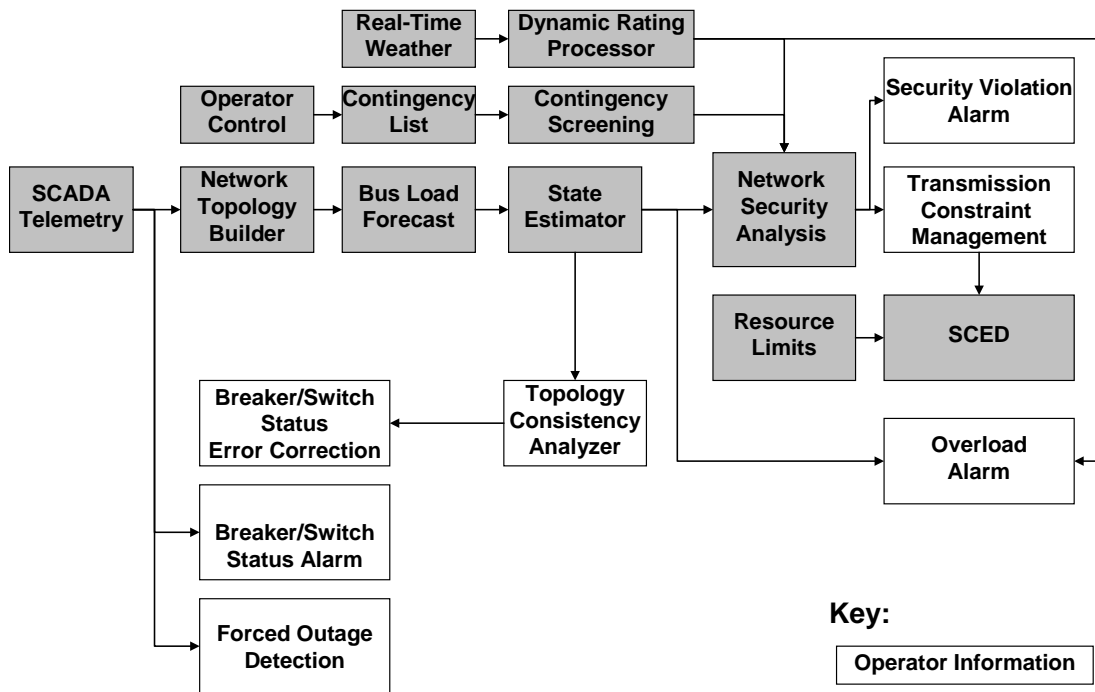 Real-Time
Weather
Dynamic Rating
Processor
Operator
Control
Contingency
List
Contingency
Screening
Security Violation
Alarm
SCADA
Telemetry
Network
Topology
Builder
Bus Load
Forecast
State
Estimator
Network
Security
Analysis
Transmission
Constraint
Management
Resource
Limits
SCED
Breaker/Switch
Status
Error Correction
Topology
Consistency
Analyzer
Overload
Alarm
Breaker/Switch
Status Alarm
Forced Outage
Detection
Key:
Operator Information